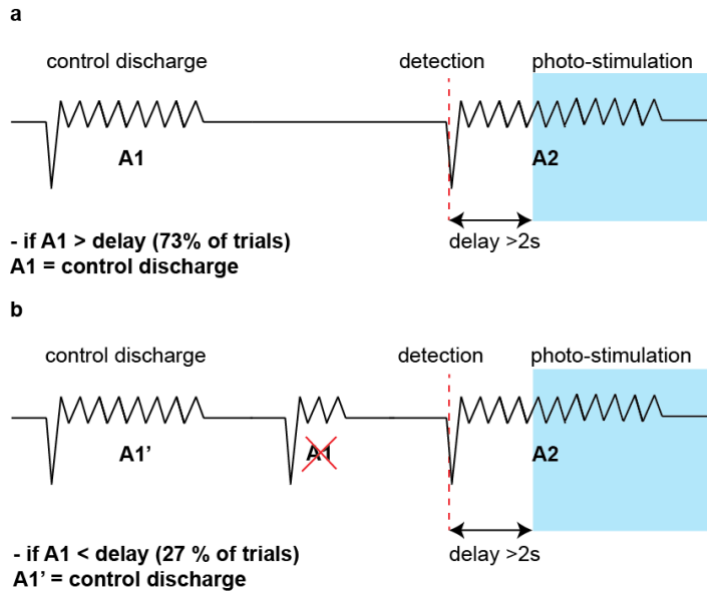 a
control discharge
detection
photo-stimulation
A1
A2
delay >2s
- if A1 > delay (73% of trials)
A1 = control discharge
b
control discharge
detection
photo-stimulation
A1'
A1
A2
delay >2s
- if A1 < delay (27 % of trials)
A1' = control discharge